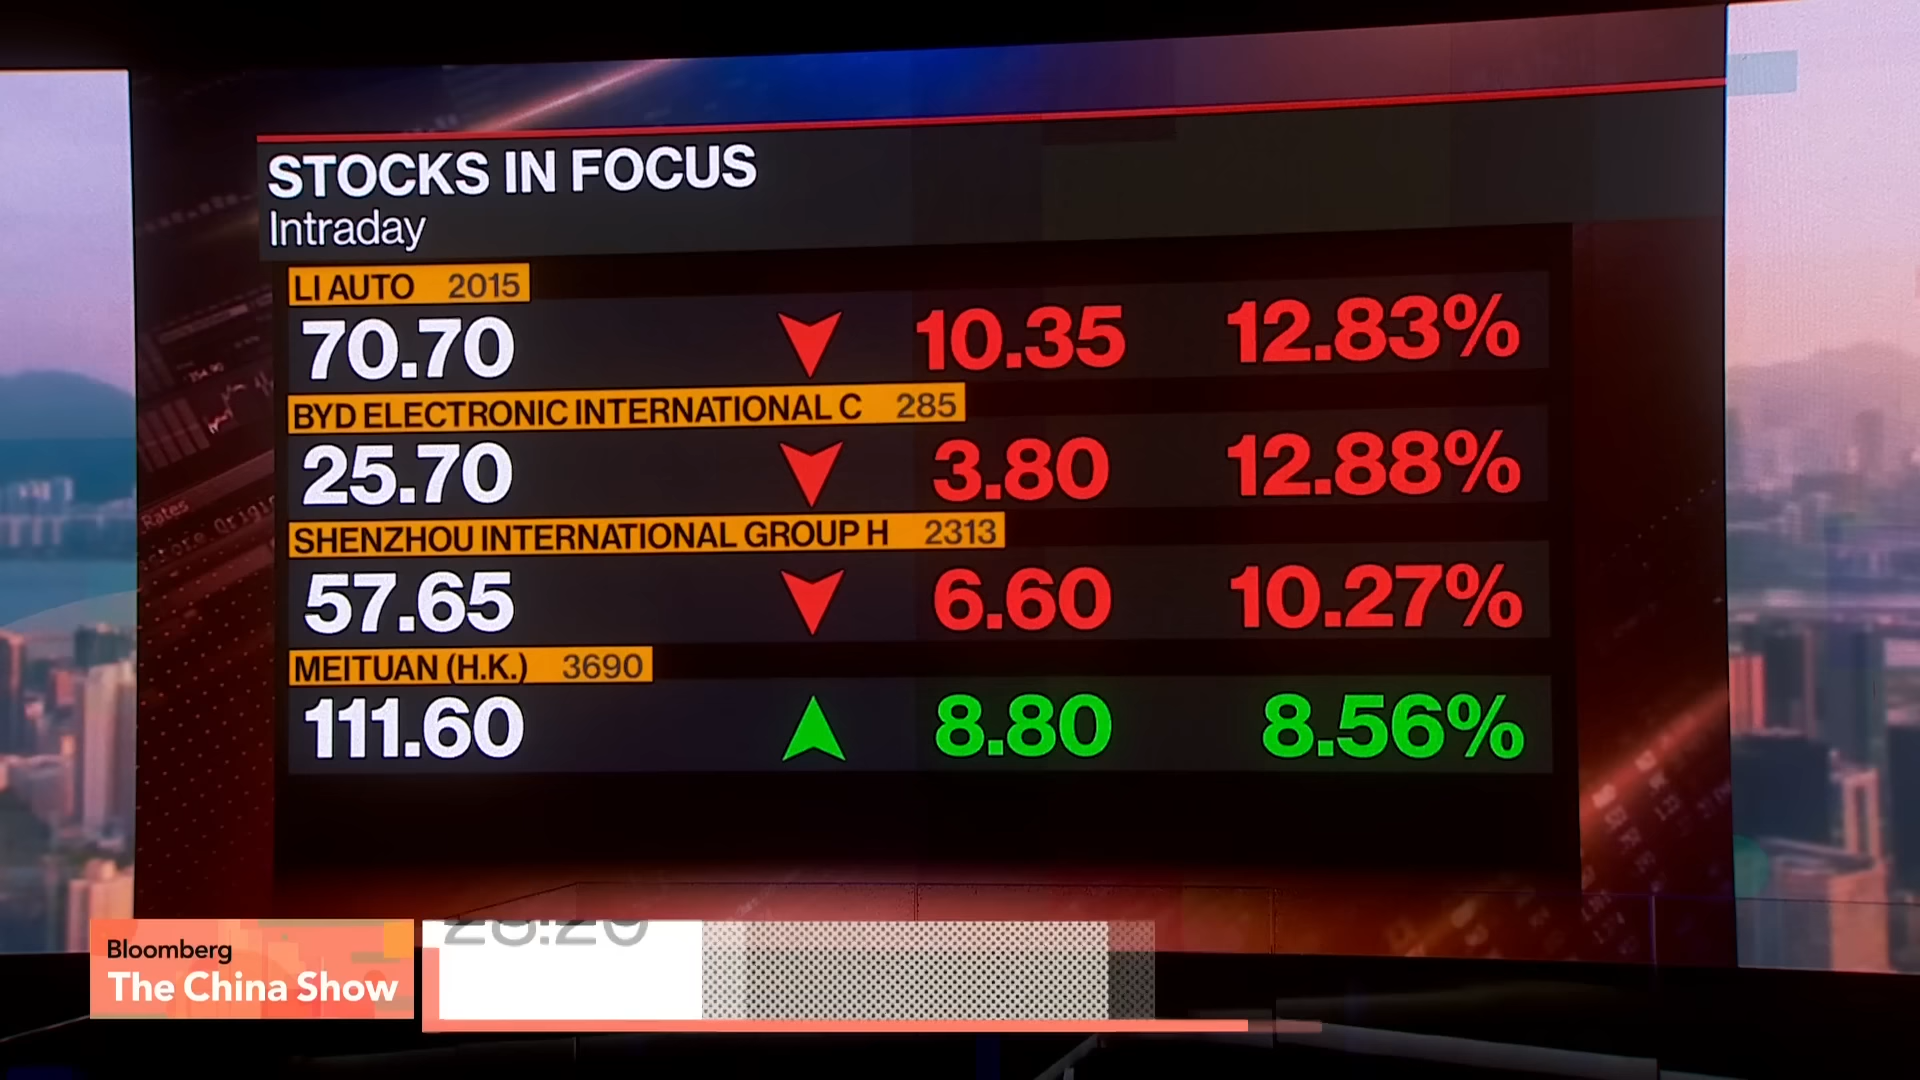 STOCKS IN FOCUS
Intraday
LI AUTO 2015
70.70 ▼ 10.35 12.83%
BYD ELECTRONIC INTERNATIONAL C 285
25.70 ▼ 3.80 12.88%
SHENZHOU INTERNATIONAL GROUP H 2313
57.65 ▼ 6.60 10.27%
MEITUAN (H.K.) 3690
111.60 ▲ 8.80 8.56%
Rates
Bloomberg
The China Show